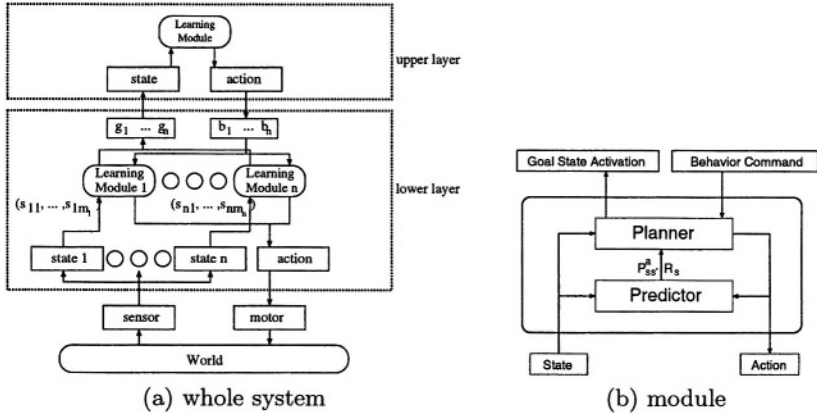 Learning
Module
upper layer
state
action
g1 ... gn
b1 ... bn
Learning
Module 1
Learning
Module n
lower layer
(s11, ... ,s1m1)
(sn1, ... ,snmn)
state 1
state n
action
sensor
motor
World
(a) whole system
Goal State Activation
Behavior Command
Planner
P^a_ss' R_s
Predictor
State
Action
(b) module